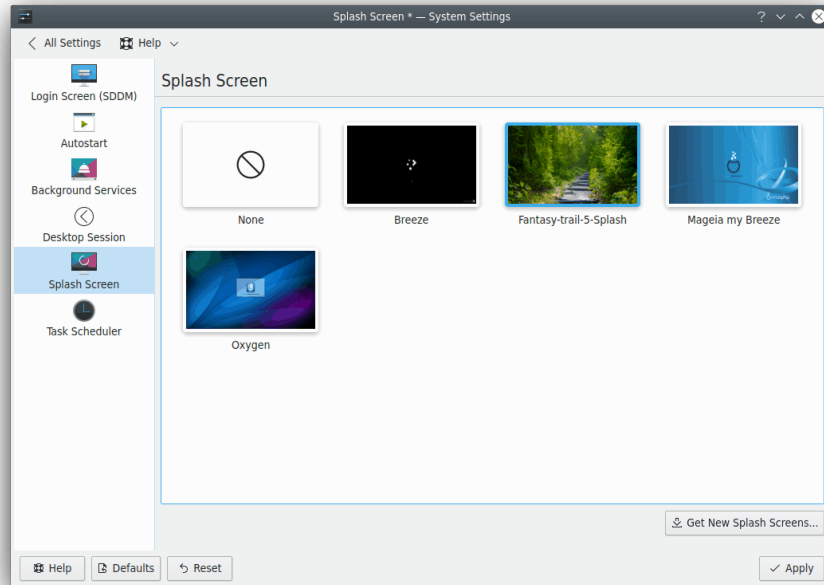 Splash Screen * — System Settings
All Settings
Help
Login Screen (SDDM)
Autostart
Background Services
Desktop Session
Splash Screen
Task Scheduler
Splash Screen
None
Breeze
Fantasy-trail-5-Splash
Mageia my Breeze
Oxygen
Get New Splash Screens...
Help
Defaults
Reset
Apply